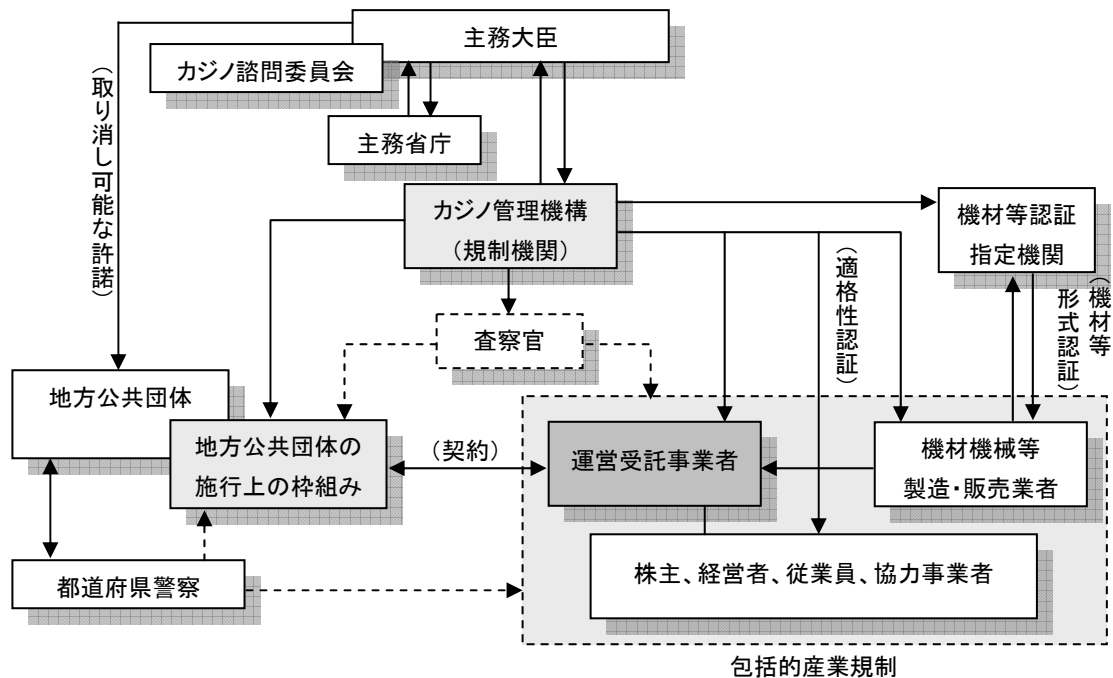 主務大臣
カジノ諮問委員会
主務省庁
(取り消し可能な許諾)
カジノ管理機構
(規制機関)
機材等認証
指定機関
(適格性認証)
(機材等
形式認証)
査察官
地方公共団体
地方公共団体の
施行上の枠組み
(契約)
運営受託事業者
機材機械等
製造・販売業者
株主、経営者、従業員、協力事業者
都道府県警察
包括的産業規制